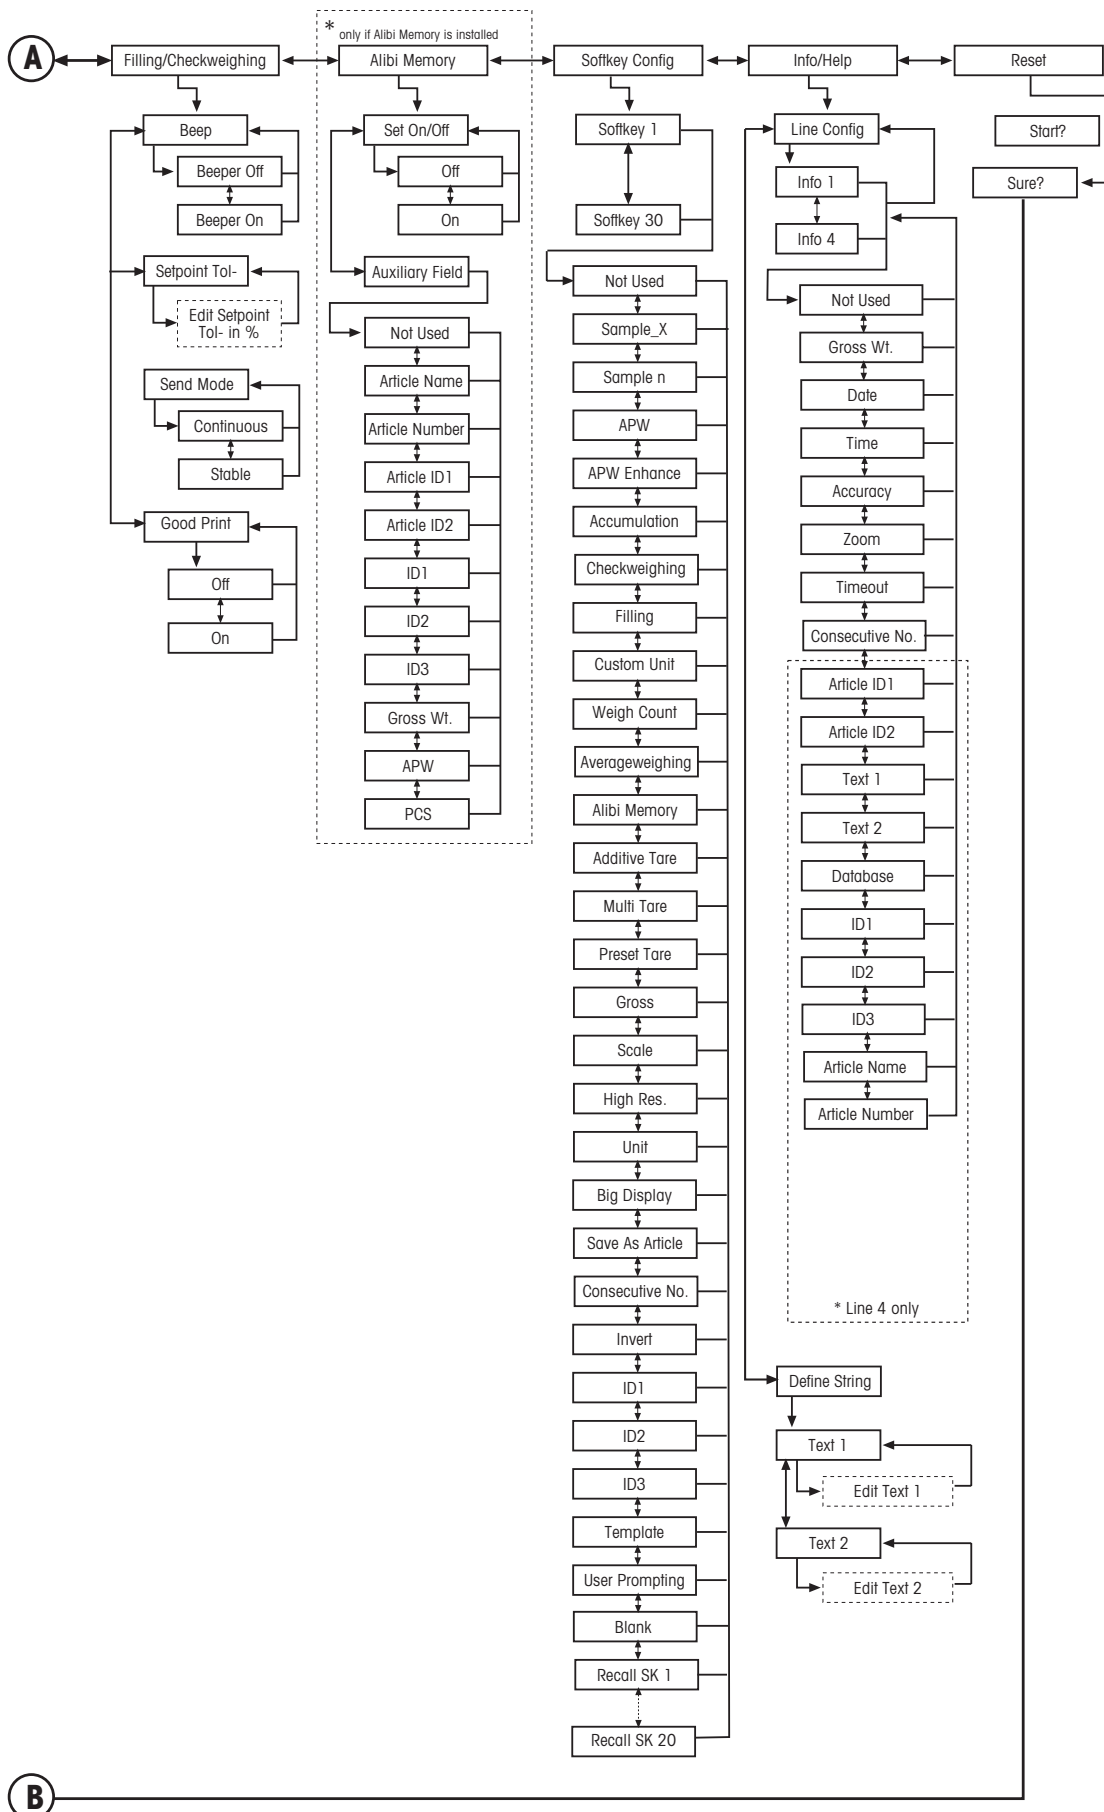 * only if Alibi Memory is installed
A
Filling/Checkweighing
Alibi Memory
Softkey Config
Info/Help
Reset
Beep
Beeper Off
Beeper On
Setpoint Tol-
Edit Setpoint
Tol- in %
Send Mode
Continuous
Stable
Good Print
Off
On
Set On/Off
Off
On
Auxiliary Field
Not Used
Article Name
Article Number
Article ID1
Article ID2
ID1
ID2
ID3
Gross Wt.
APW
PCS
Softkey 1
Softkey 30
Not Used
Sample_X
Sample n
APW
APW Enhance
Accumulation
Checkweighing
Filling
Custom Unit
Weigh Count
Averageweighing
Alibi Memory
Additive Tare
Multi Tare
Preset Tare
Gross
Scale
High Res.
Unit
Big Display
Save As Article
Consecutive No.
Invert
ID1
ID2
ID3
Template
User Prompting
Blank
Recall SK 1
Recall SK 20
Line Config
Info 1
Info 4
Not Used
Gross Wt.
Date
Time
Accuracy
Zoom
Timeout
Consecutive No.
Article ID1
Article ID2
Text 1
Text 2
Database
ID1
ID2
ID3
Article Name
Article Number
* Line 4 only
Define String
Text 1
Edit Text 1
Text 2
Edit Text 2
Start?
Sure?
B